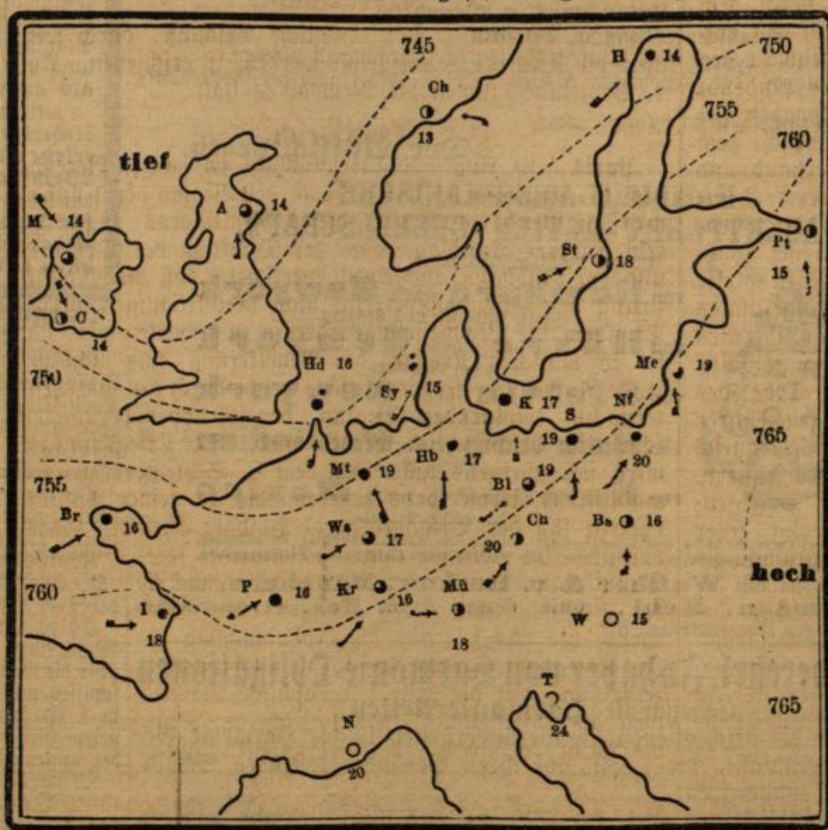 745
H 14
750
Ch
755
13
760
tief
A 14
M 14
St 18
Pt
15
C
14
750
Hd 16
Sy 15
Me 19
K 17
S
Nf
19
20
765
Hb 17
755
Mt 19
19
Bl
Br 16
Wa 17
Ch
20
Ba 16
hoch
760
P 16
Kr 16
Mü
18
I
18
W 15
T
24
765
N
20